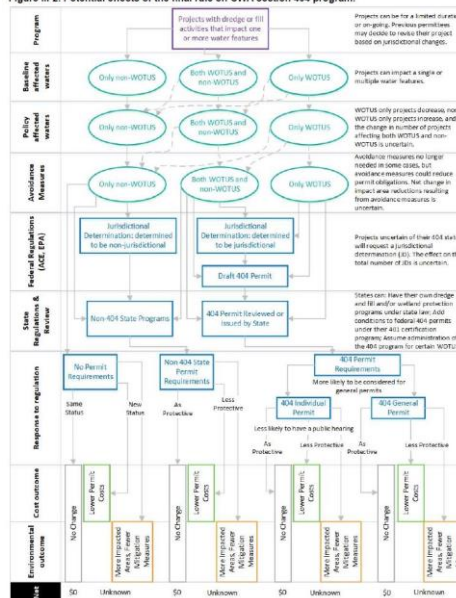 Figure III-2: Potential effects of the final rule on CWA section 404 program.
Program
Projects with dredge or fill
activities that impact one
or more water features
Projects can be for a limited durat
or on-going. Previous permitees
may decide to revise their project
based on jurisdictional changes.
Baseline
affected
waters
Only non-WOTUS
Both WOTUS and
non-WOTUS
Only WOTUS
Projects can impact a single or
multiple water features.
Policy
affected
waters
Only non-WOTUS
Both WOTUS and
non-WOTUS
Only WOTUS
WOTUS only projects decrease, non
WOTUS only projects increase, and
the change in number of projects
affecting both WOTUS and non-
WOTUS is uncertain.
Avoidance
Measures
Only non-WOTUS
Both WOTUS and
non-WOTUS
Only WOTUS
Avoidance measures no longer
needed in some cases, but
avoidance measures could reduce
permit obligations. Net change in
impact area reductions resulting
from avoidance measures is
uncertain.
Federal Regulations
(ACE, EPA)
Jurisdictional
Determination: determined
to be non-jurisdictional
Jurisdictional
Determination: determined
to be jurisdictional
Draft 404 Permit
Projects uncertain of their 404 stat
will request a jurisdictional
determination (JD). The effect on th
total number of JDs is uncertain.
State
Regulations &
Review
Non-404 State Programs
404 Permit Reviewed or
Issued by State
States can: Have their own dredge
and fill and/or wetland protection
programs under state law; Add
conditions to federal 404 permits
under their 401 certification
program; Assume administration of
the 404 program for certain WOTU
Response to regulation
No Permit
Requirements
Non-404 State
Permit
Requirements
404 Permit
Requirements
More likely to be considered for
general permits
404 Individual
Permit
404 General
Permit
Less likely to have a public hearing
Same
Status
New
Status
As
Protective
Less
Protective
As
Protective
Less Protective
As
Protective
Less Protective
Cost outcome
No Change
Lower Permit
Costs
No Change
Lower Permit
Costs
No Change
Lower Permit
Costs
No Change
Lower Permit
Costs
Environmental
outcome
More Impacted
Areas, Fewer
Mitigation
Measures
More Impacted
Areas, Fewer
Mitigation
Measures
More Impacted
Areas, Fewer
Mitigation
Measures
More Impacted
Areas, Fewer
Mitigation
Measures
Net
$0 Unknown
$0 Unknown
$0 Unknown
$0 Unknown